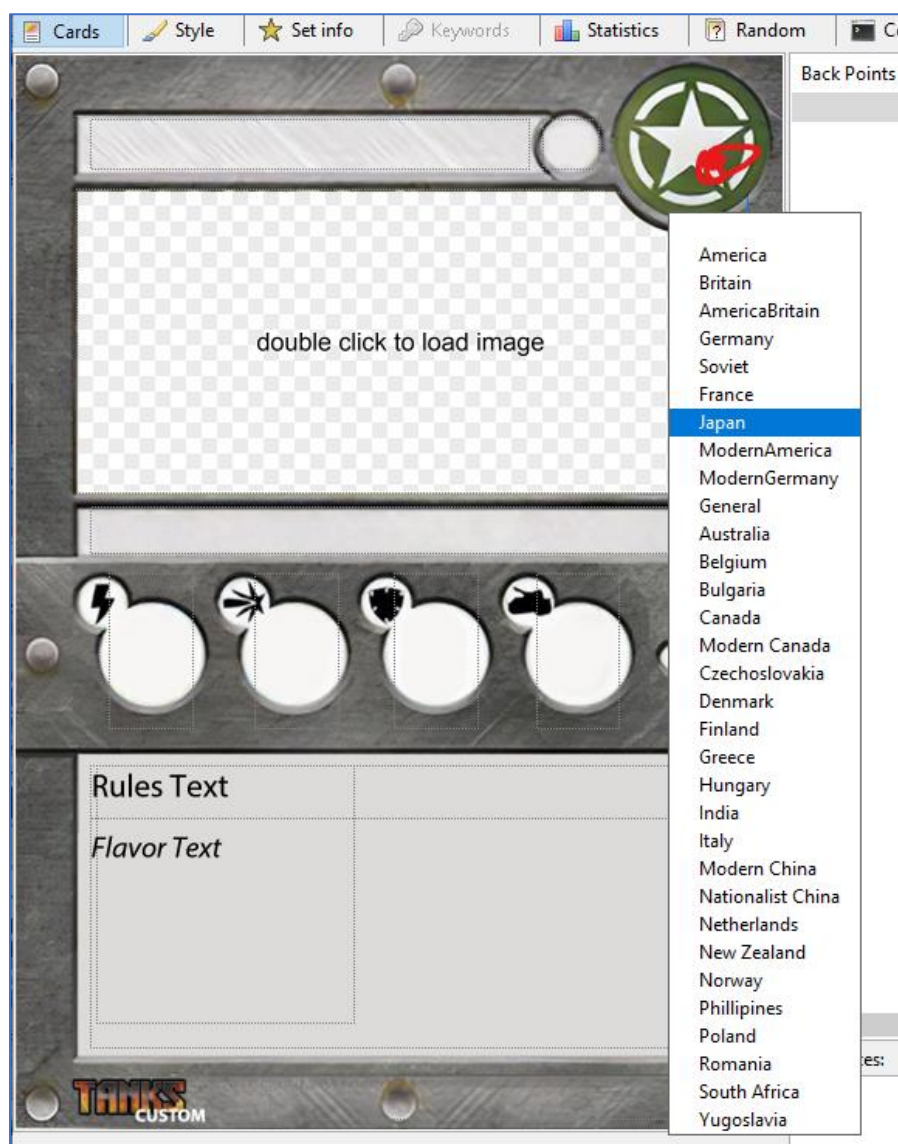 Cards Style Set info Keywords Statistics Random
Back Points
double click to load image
America
Britain
AmericaBritain
Germany
Soviet
France
Japan
ModernAmerica
ModernGermany
General
Australia
Belgium
Bulgaria
Canada
Modern Canada
Czechoslovakia
Denmark
Finland
Greece
Hungary
India
Italy
Modern China
Nationalist China
Netherlands
New Zealand
Norway
Phillipines
Poland
Romania
South Africa
Yugoslavia
Rules Text
Flavor Text
TANKS
CUSTOM